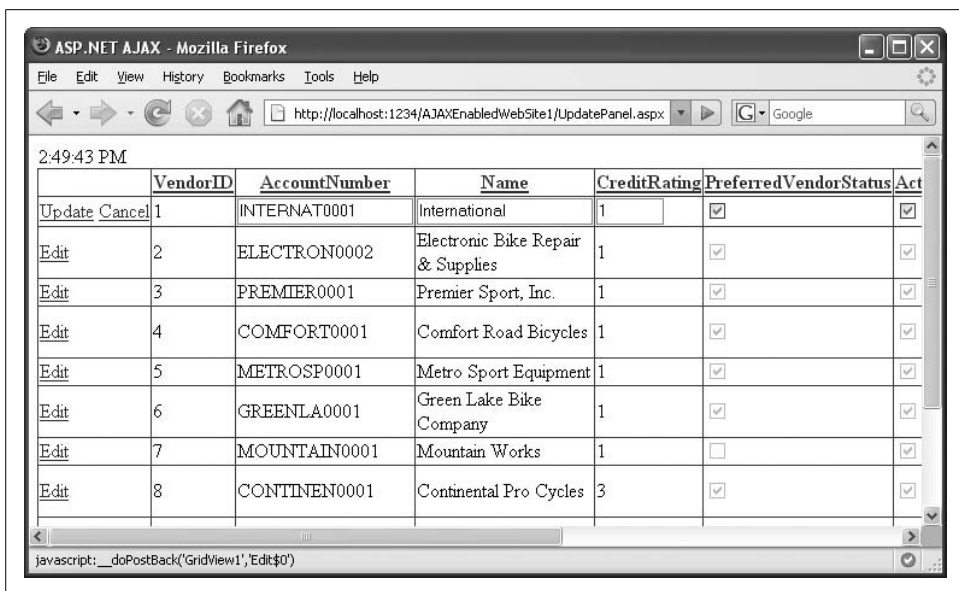 ASP.NET AJAX - Mozilla Firefox
File Edit View History Bookmarks Tools Help
http://localhost:1234/AJAXEnabledWebSite1/UpdatePanel.aspx G Google
2:49:43 PM
VendorID AccountNumber Name CreditRating PreferredVendorStatus Act
Update Cancel 1 INTERNAT0001 International 1
Edit 2 ELECTRON0002 Electronic Bike Repair
& Supplies 1
Edit 3 PREMIER0001 Premier Sport, Inc. 1
Edit 4 COMFORT0001 Comfort Road Bicycles 1
Edit 5 METROSP0001 Metro Sport Equipment 1
Edit 6 GREENLA0001 Green Lake Bike
Company 1
Edit 7 MOUNTAIN0001 Mountain Works 1
Edit 8 CONTINEN0001 Continental Pro Cycles 3
javascript:__doPostBack('GridView1','Edit$0')